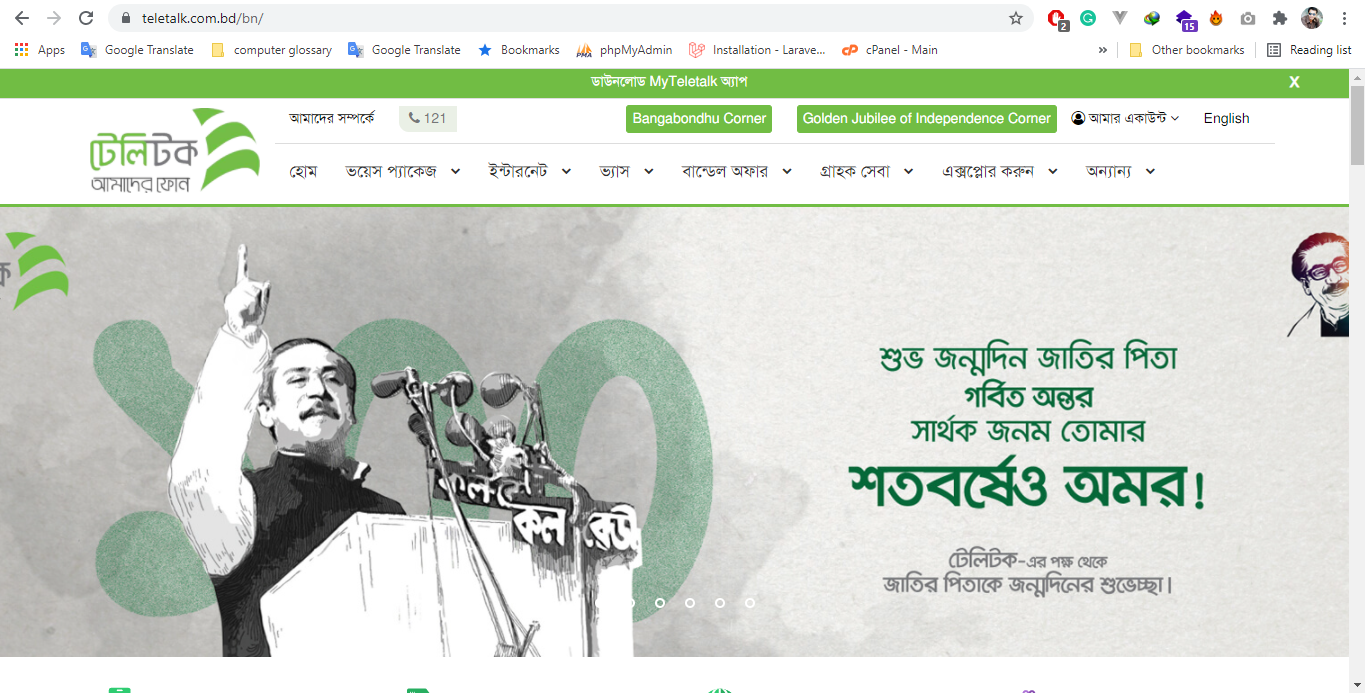 teletalk.com.bd/bn/
2
15
Apps
Google Translate
computer glossary
Google Translate
Bookmarks
phpMyAdmin
Installation - Larave...
cPanel - Main
»
Other bookmarks
Reading list
ডাউনলোড MyTeletalk অ্যাপ
X
টেলিটক
আমাদের ফোন
আমাদের সম্পর্কে
121
Bangabondhu Corner
Golden Jubilee of Independence Corner
আমার একাউন্ট
English
হোম
ভয়েস প্যাকেজ
ইন্টারনেট
ভ্যাস
বান্ডেল অফার
গ্রাহক সেবা
এক্সপ্লোর করুন
অন্যান্য
ক
১০০
শুভ জন্মদিন জাতির পিতা
গর্বিত অন্তর
সার্থক জনম তোমার
শতবর্ষেও অমর!
টেলিটক-এর পক্ষ থেকে
জাতির পিতাকে জন্মদিনের শুভেচ্ছা।
কল-রেডী